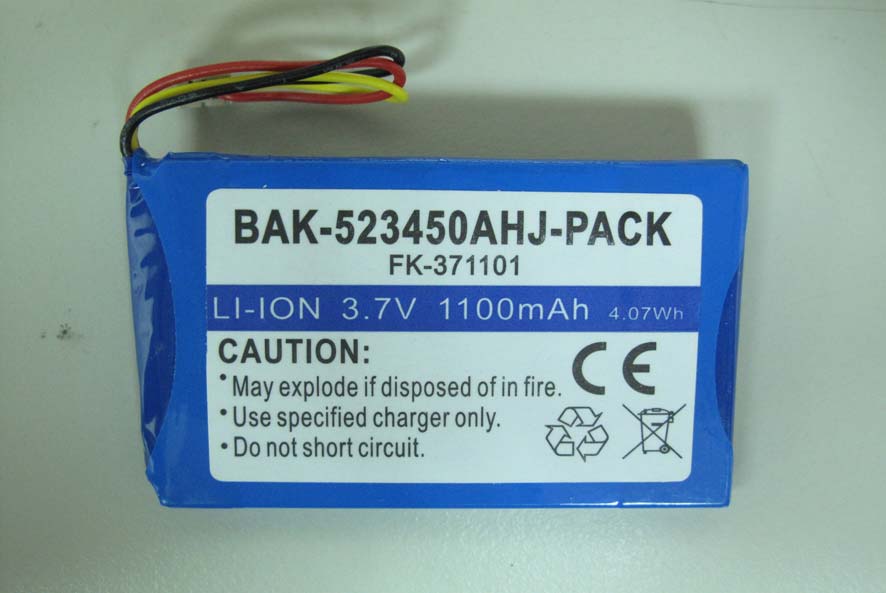 BAK-523450AHJ-PACK
FK-371101
LI-ION 3.7V 1100mAh 4.07Wh
CAUTION:
• May explode if disposed of in fire.
• Use specified charger only.
• Do not short circuit.
CE